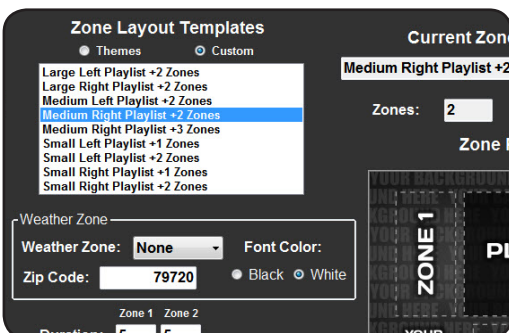 Zone Layout Templates
Themes Custom
Large Left Playlist +2 Zones
Large Right Playlist +2 Zones
Medium Left Playlist +2 Zones
Medium Right Playlist +2 Zones
Medium Right Playlist +3 Zones
Small Left Playlist +1 Zones
Small Left Playlist +2 Zones
Small Right Playlist +1 Zones
Small Right Playlist +2 Zones
Weather Zone
Weather Zone: None Font Color:
Zip Code: 79720 Black White
Zone 1 Zone 2
Duration: 5 5
Current Zon
Medium Right Playlist +2
Zones: 2
Zone
YOUR BACKGROUN
HERE
ZONE 1
PL
YOUR